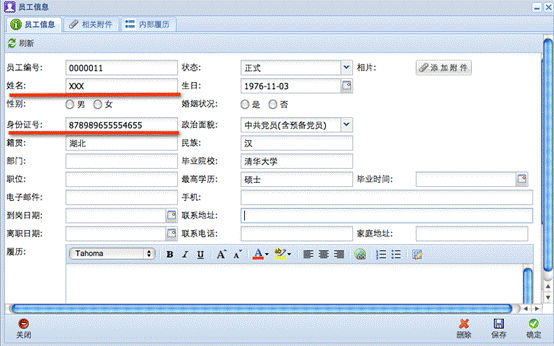 员工信息
员工信息 相关附件 内部履历
刷新
员工编号: 0000011 状态: 正式 相片: 添加附件
姓名: XXX 生日: 1976-11-03
性别: 男 女 婚姻状况: 是 否
身份证号: 878989655554655 政治面貌: 中共党员(含预备党员)
籍贯: 湖北 民族: 汉
部门: 毕业院校: 清华大学
职位: 最高学历: 硕士 毕业时间:
电子邮件: 手机:
到岗日期: 联系地址:
离职日期: 联系电话: 家庭地址:
履历: Tahoma B I U A A A ab
关闭 删除 保存 确定